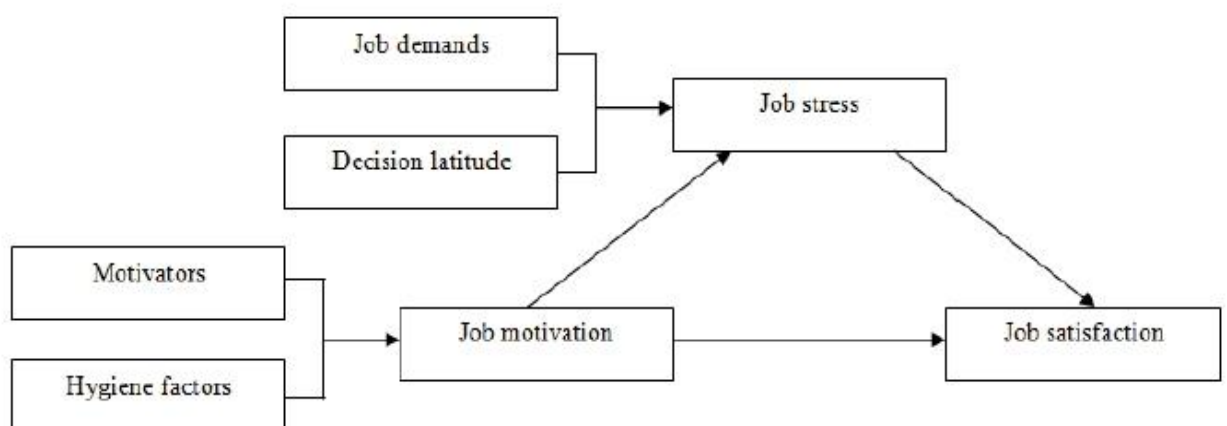 Job demands
Job stress
Decision latitude
Motivators
Job motivation
Job satisfaction
Hygiene factors